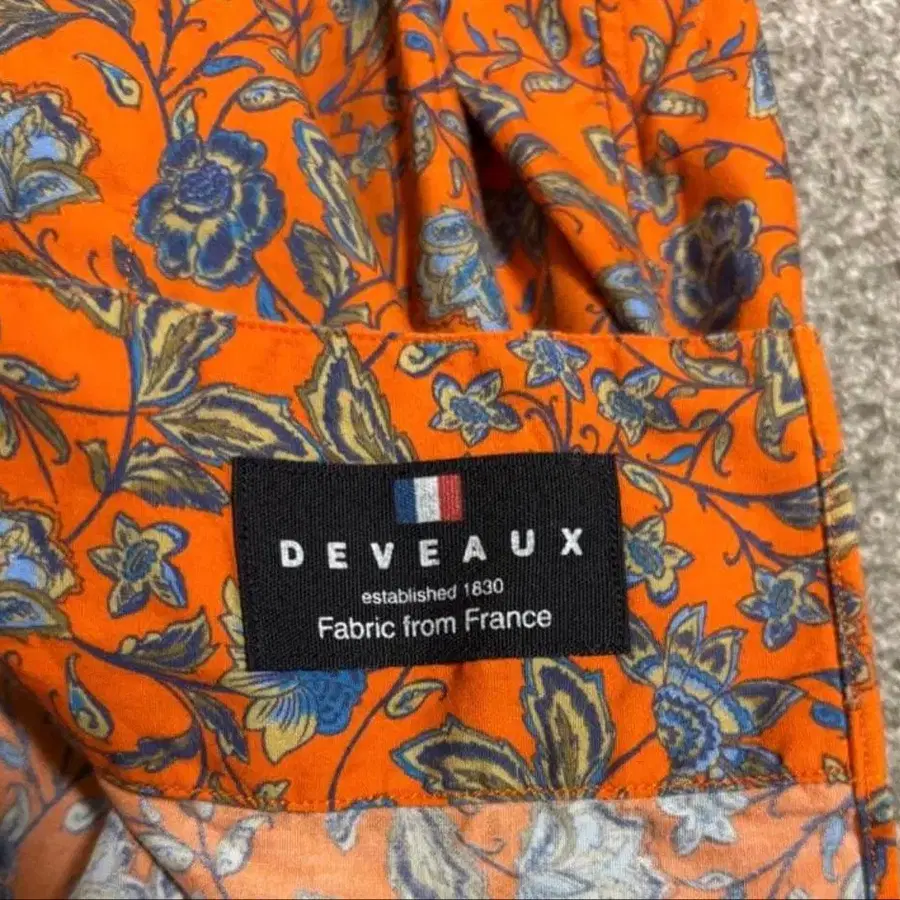 DEVEAUX
established 1830
Fabric from France